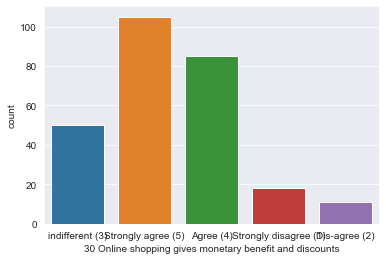 100
80
60
40
20
0
count
indifferent (3) Strongly agree (5) Agree (4) Strongly disagree (1) Dis-agree (2)
30 Online shopping gives monetary benefit and discounts